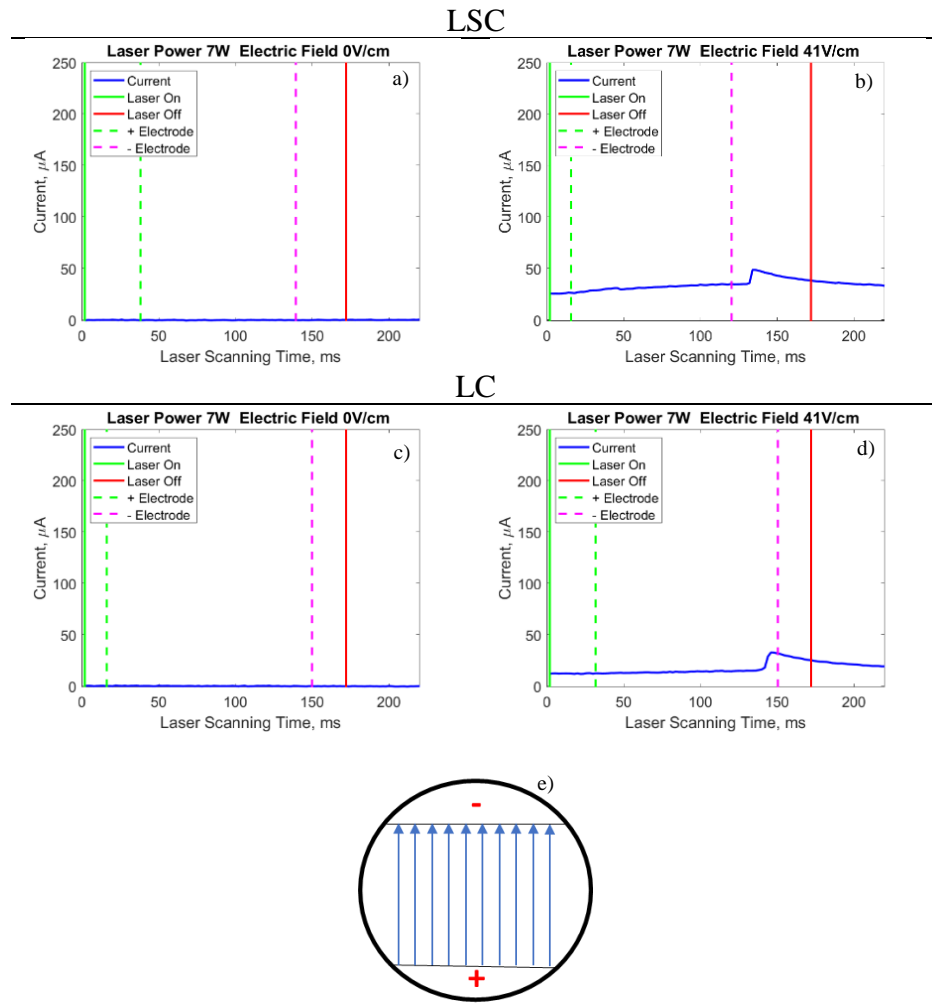 LSC
Laser Power 7W Electric Field 0V/cm
a)
Current
Laser On
Laser Off
+ Electrode
- Electrode
250
200
150
100
50
0
Current, μA
0 50 100 150 200
Laser Scanning Time, ms
Laser Power 7W Electric Field 41V/cm
b)
Current
Laser On
Laser Off
+ Electrode
- Electrode
250
200
150
100
50
0
Current, μA
0 50 100 150 200
Laser Scanning Time, ms
LC
Laser Power 7W Electric Field 0V/cm
c)
Current
Laser On
Laser Off
+ Electrode
- Electrode
250
200
150
100
50
0
Current, μA
0 50 100 150 200
Laser Scanning Time, ms
Laser Power 7W Electric Field 41V/cm
d)
Current
Laser On
Laser Off
+ Electrode
- Electrode
250
200
150
100
50
0
Current, μA
0 50 100 150 200
Laser Scanning Time, ms
e)
-
+